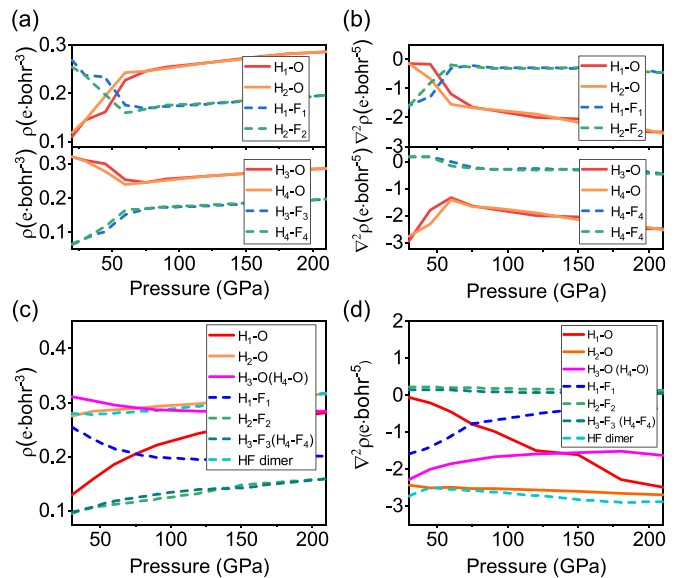 (a)
ρ(e·bohr⁻³)
0.3
0.2
0.1
H₁-O
H₂-O
H₁-F₁
H₂-F₂
ρ(e·bohr⁻³)
0.3
0.2
0.1
H₃-O
H₄-O
H₃-F₃
H₄-F₄
50
100
150
200
Pressure (GPa)
(b)
∇²ρ(e·bohr⁻⁵)
0
-1
-2
-3
H₁-O
H₂-O
H₁-F₁
H₂-F₂
∇²ρ(e·bohr⁻⁵)
0
-1
-2
-3
H₃-O
H₄-O
H₄-F₄
H₄-F₄
50
100
150
200
Pressure (GPa)
(c)
ρ(e·bohr⁻³)
0.4
0.3
0.2
0.1
H₁-O
H₂-O
H₃-O(H₄-O)
H₁-F₁
H₂-F₂
H₃-F₃(H₄-F₄)
HF dimer
50
100
150
200
Pressure (GPa)
(d)
∇²ρ(e·bohr⁻⁵)
2
1
0
-1
-2
-3
H₁-O
H₂-O
H₃-O (H₄-O)
H₁-F₁
H₂-F₂
H₃-F₃ (H₄-F₄)
HF dimer
50
100
150
200
Pressure (GPa)